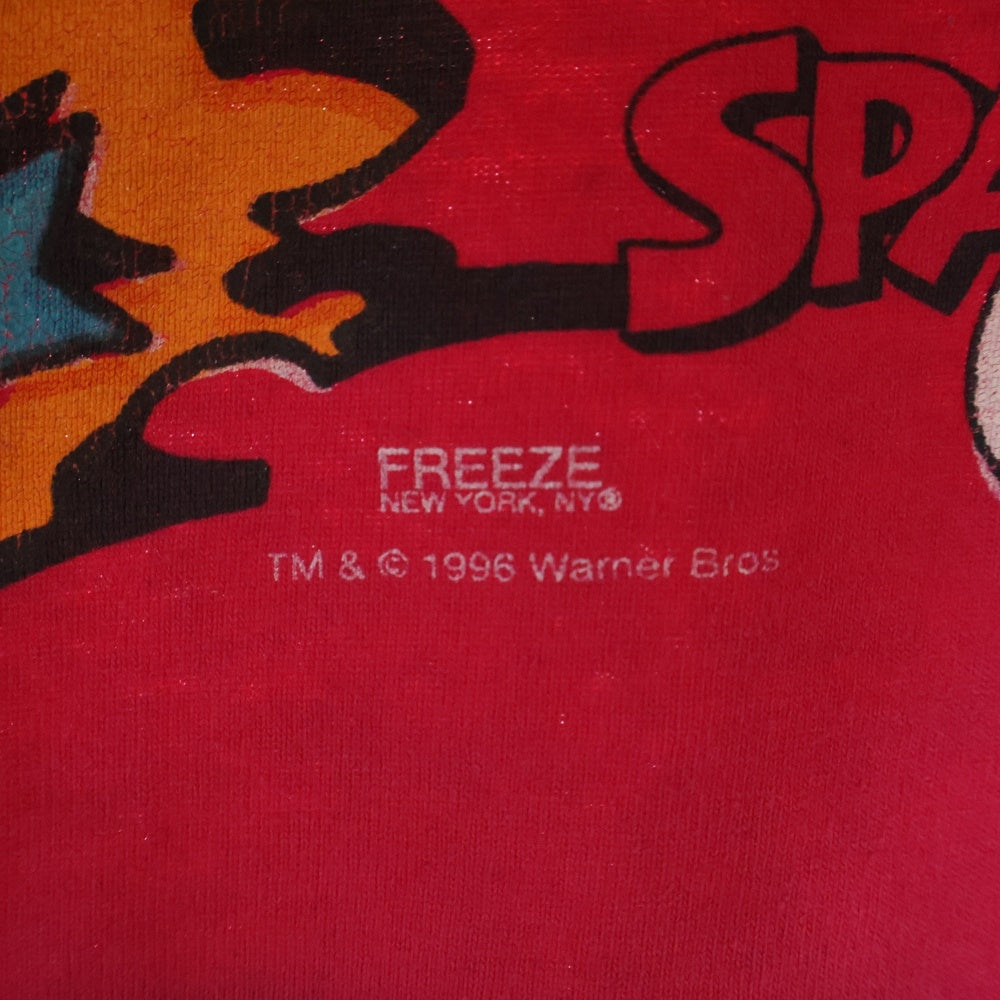 SPA
FREEZE
NEW YORK, NY®
TM & © 1996 Warner Bros